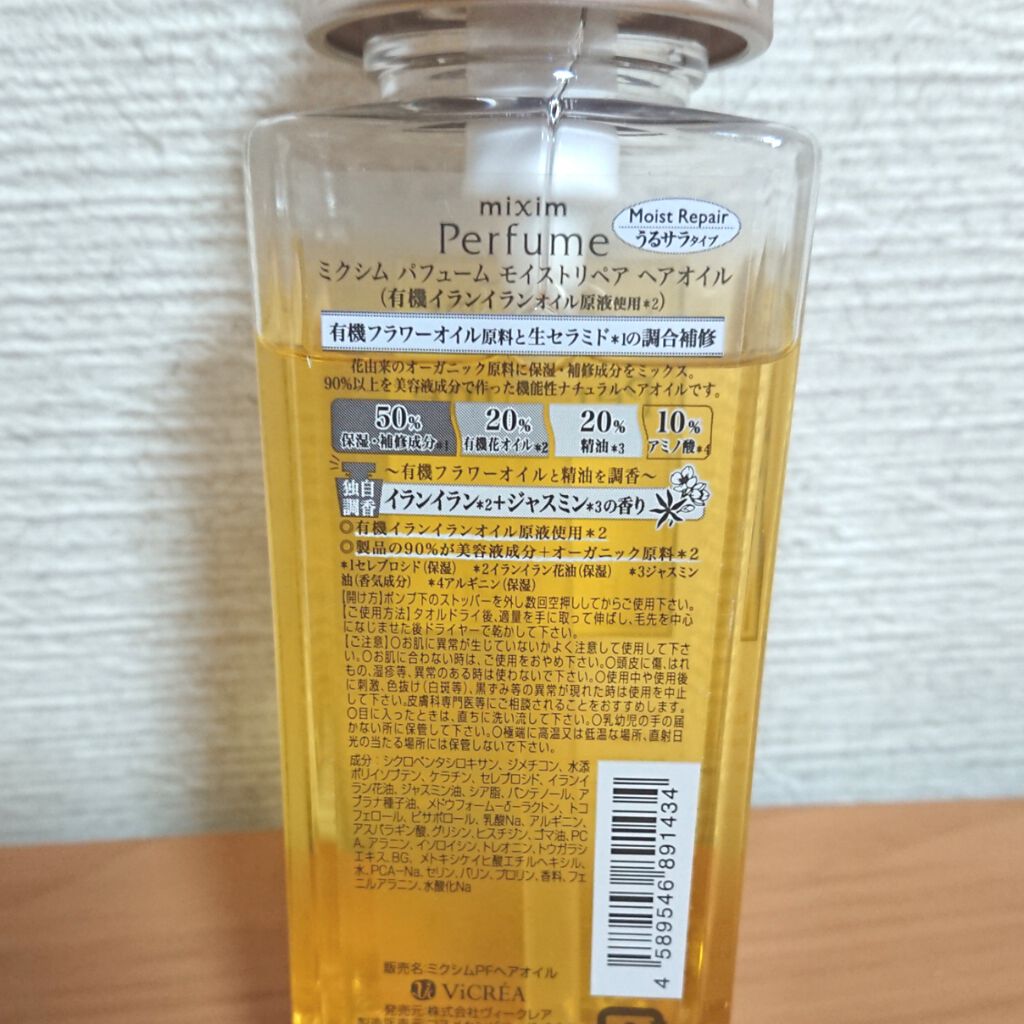 mixim
Perfume
Moist Repair
うるサラタイプ
ミクシム パフューム モイストリペア ヘアオイル
(有機イランイランオイル原液使用*2)
有機フラワーオイル原料と生セラミド*1の調合補修
花由来のオーガニック原料に保湿・補修成分をミックス。
90%以上を美容液成分で作った機能性ナチュラルヘアオイルです。
50% 20% 20% 10%
保湿・補修成分*1 有機花オイル*2 精油*3 アミノ酸*4
～有機フラワーオイルと精油を調香～
独自
調香
イランイラン*2+ジャスミン*3の香り
◎有機イランイランオイル原液使用*2
◎製品の90%が美容液成分+オーガニック原料*2
*1セレブロシド(保湿) *2イランイラン花油(保湿) *3ジャスミン
油(香気成分) *4アルギニン(保湿)
【開け方】ポンプ下のストッパーを外し数回空押ししてからご使用下さい。
【ご使用方法】タオルドライ後、適量を手に取って伸ばし、毛先を中心
になじませた後ドライヤーで乾かして下さい。
【ご注意】○お肌に異常が生じていないかよく注意して使用して下さ
い。○お肌に合わない時は、ご使用をおやめ下さい。○頭皮に傷、はれ
もの、湿疹等、異常のある時は使わないで下さい。○使用中や使用後
に刺激、色抜け(白斑等)、黒ずみ等の異常が現れた時は使用を中止
して下さい。皮膚科専門医等にご相談されることをおすすめします。
○目に入ったときは、直ちに洗い流して下さい。○乳幼児の手の届
かない所に保管して下さい。○極端に高温又は低温な場所、直射日
光の当たる場所には保管しないで下さい。
成分：シクロペンタシロキサン、ジメチコン、水添
ポリイソブテン、ケラチン、セレブロシド、イランイ
ラン花油、ジャスミン油、シア脂、パンテノール、ア
ブラナ種子油、メドウフォーム-δ-ラクトン、トコ
フェロール、ビサボロール、乳酸Na、アルギニン、
アスパラギン酸、グリシン、ヒスチジン、ゴマ油、PC
A、アラニン、イソロイシン、トレオニン、トウガラシ
エキス、BG、メトキシケイヒ酸エチルヘキシル、
水、PCA-Na、セリン、バリン、プロリン、香料、フェ
ニルアラニン、水酸化Na
4 589546 891434
販売名：ミクシムPFヘアオイル
ViCRÉA
発売元：株式会社ヴィークレア